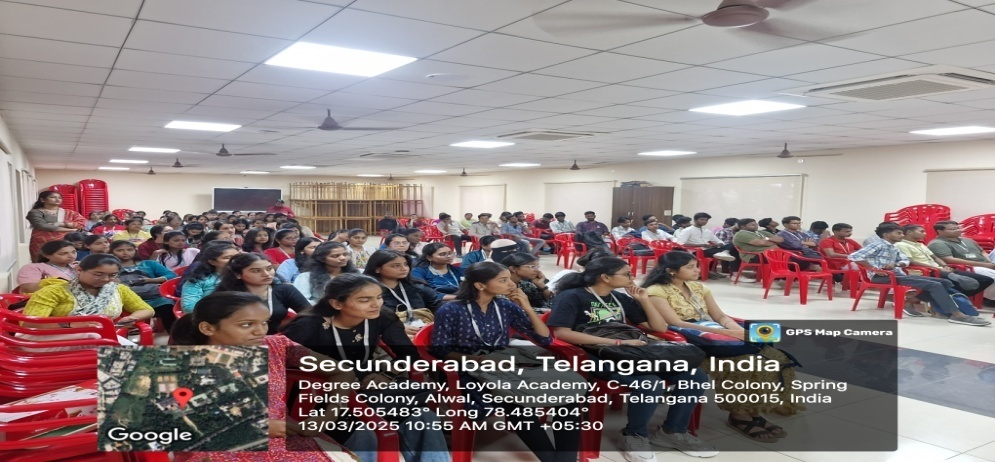 GPS Map Camera
Secunderabad, Telangana, India
Degree Academy, Loyola Academy, C-46/1, Bhel Colony, Spring
Fields Colony, Alwal, Secunderabad, Telangana 500015, India
Lat 17.505483° Long 78.485404°
13/03/2025 10:55 AM GMT +05:30
Google